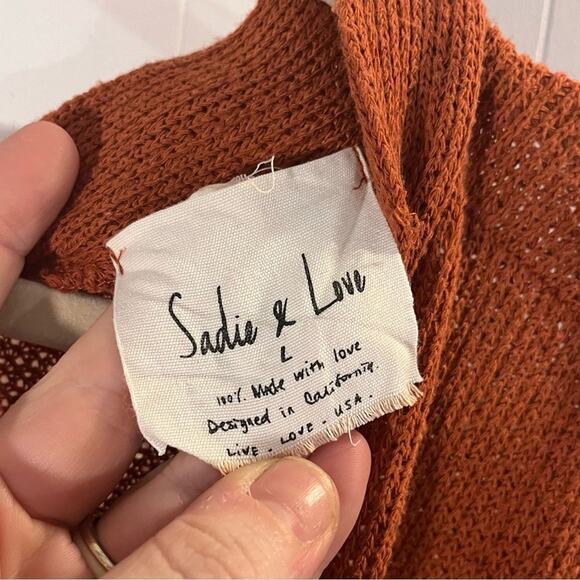 Sadie & Love
L
100% Made with love
Designed in California.
LIVE . LOVE . USA .